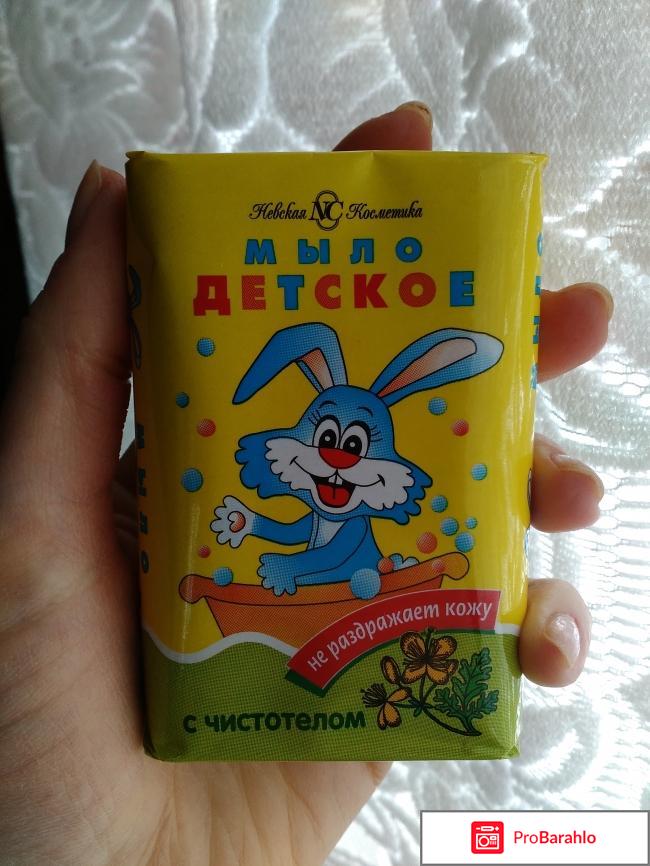 Невская NC Косметика
МЫЛО
ДЕТСКОЕ
не раздражает кожу
с чистотелом
ProBarahlo